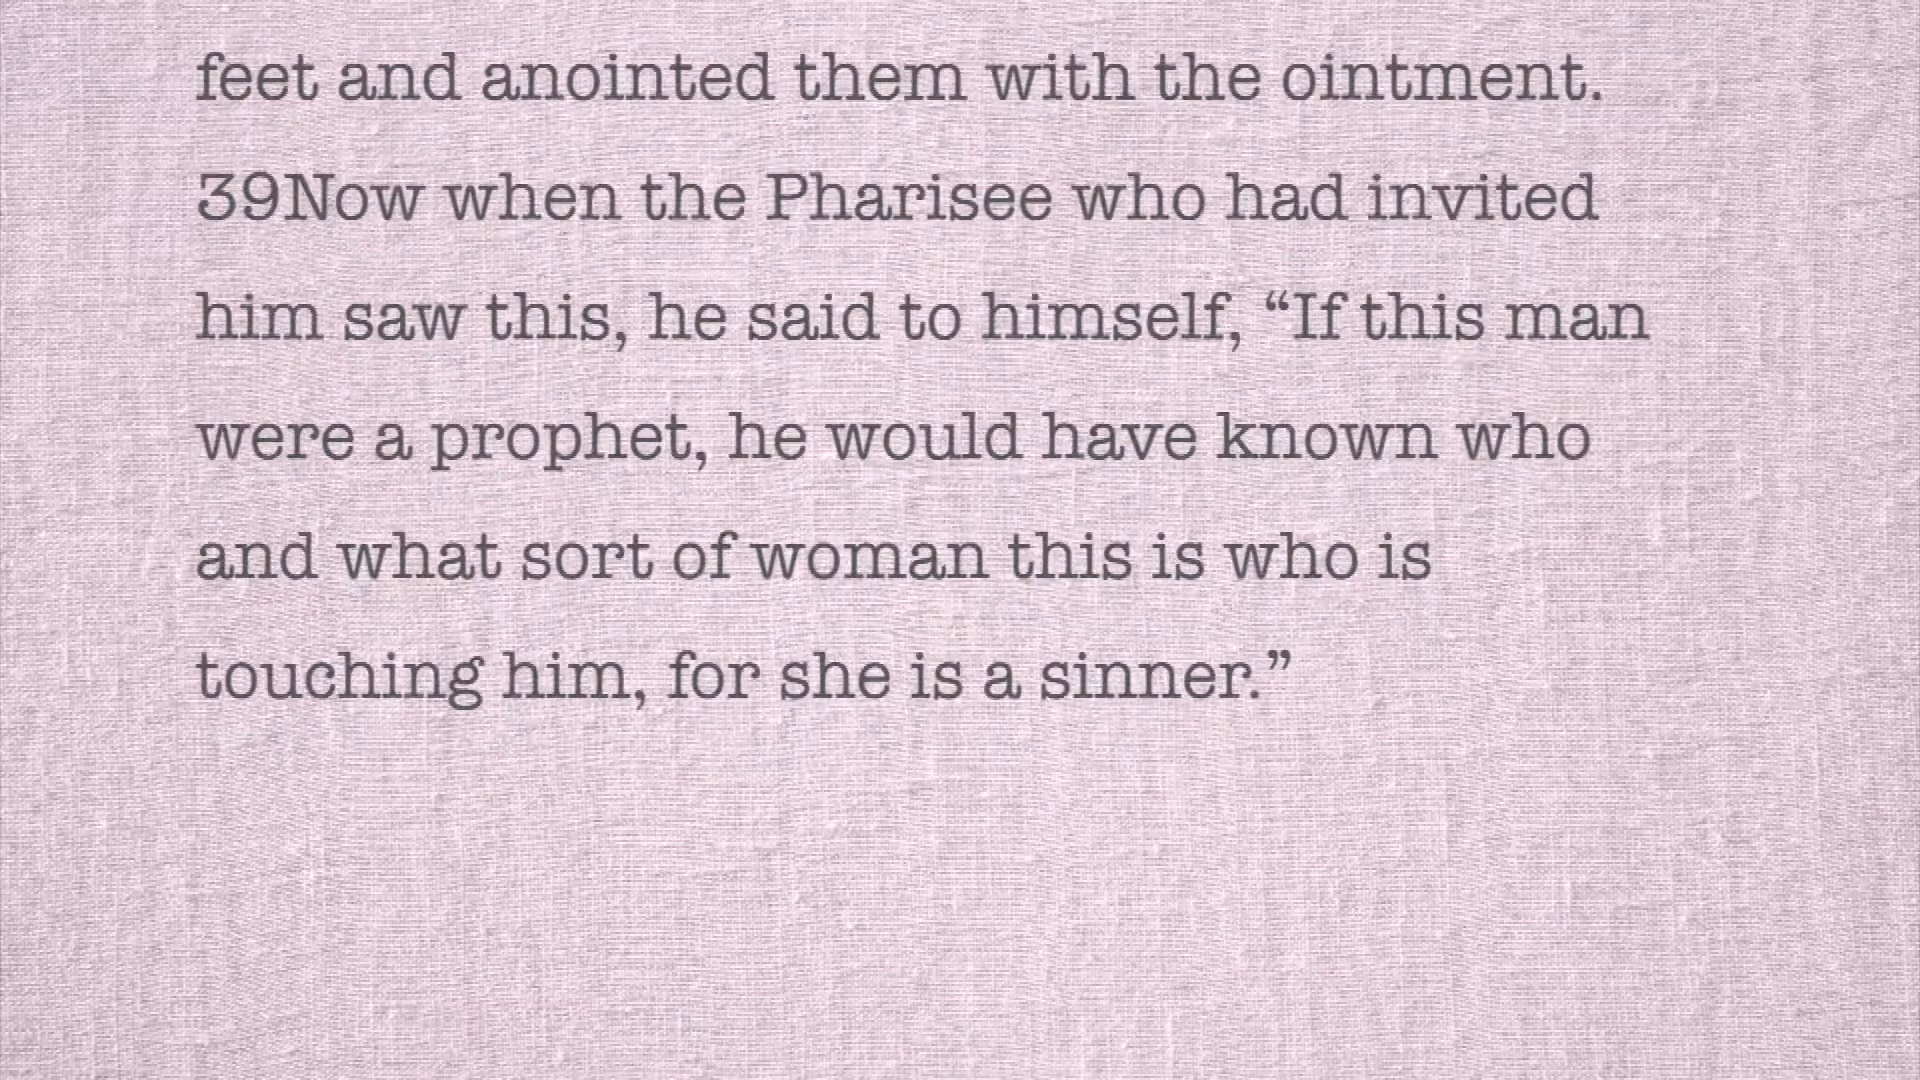 feet and anointed them with the ointment.
39Now when the Pharisee who had invited
him saw this, he said to himself, “If this man
were a prophet, he would have known who
and what sort of woman this is who is
touching him, for she is a sinner.”